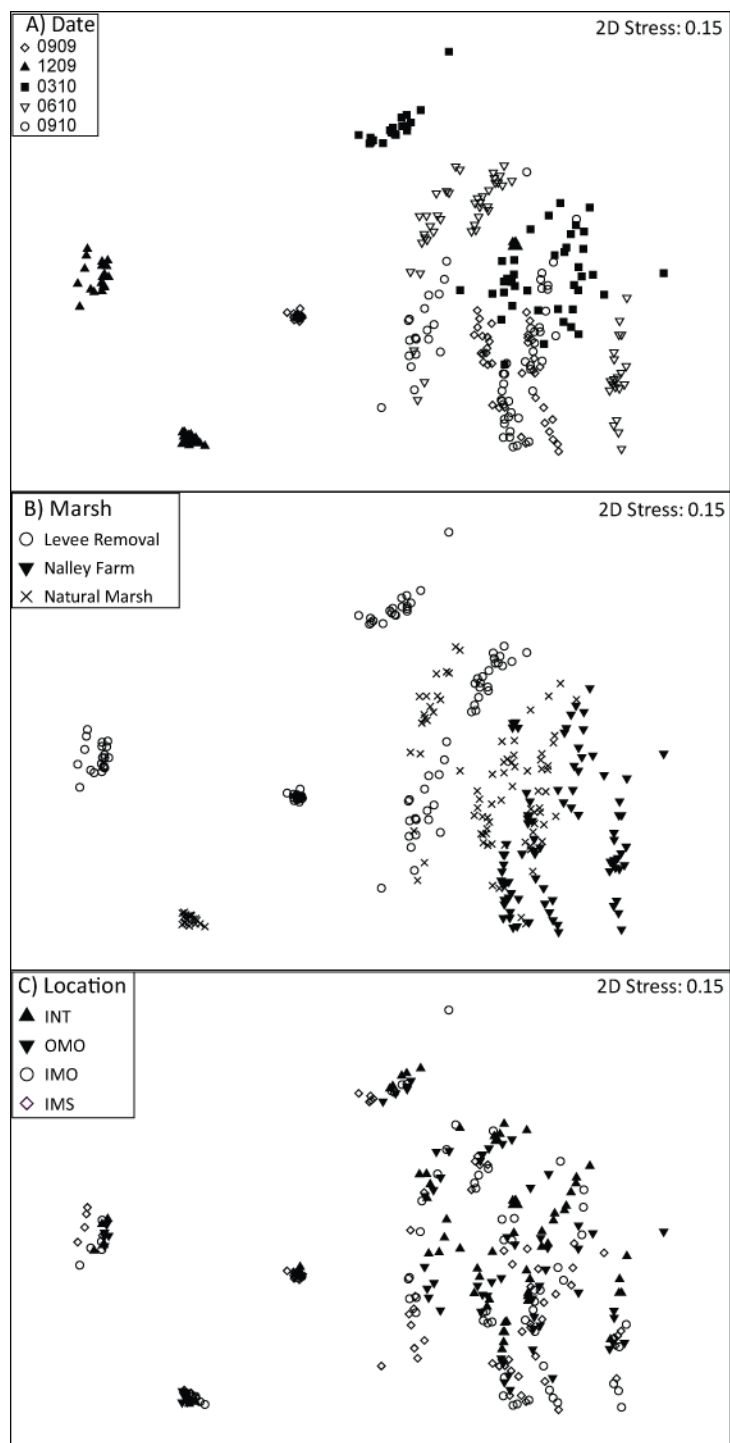 A) Date
2D Stress: 0.15
0909
1209
0310
0610
0910
B) Marsh
2D Stress: 0.15
Levee Removal
Nalley Farm
Natural Marsh
C) Location
2D Stress: 0.15
INT
OMO
IMO
IMS